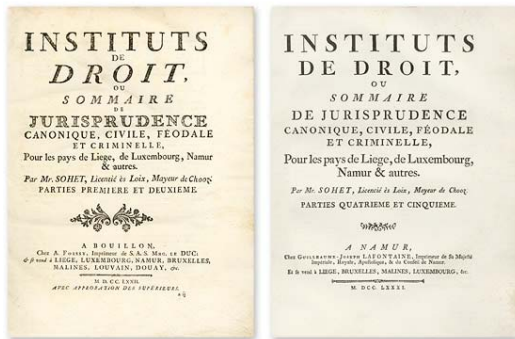 INSTITUTS
DE
DROIT,
OU
SOMMAIRE
DE
JURISPRUDENCE
CANONIQUE, CIVILE, FÉODALE
ET CRIMINELLE,
Pour les pays de Liege, de Luxembourg, Namur
& autres.
Par Mr. SOHET, Licentié ès Loix, Mayeur de Chooz.
PARTIES PREMIERE ET DEUXIEME.
A BOUILLON,
Chez A. FOISSY, Imprimeur de S. A. S. MGR. LE DUC;
& se vend à LIEGE, LUXEMBOURG, NAMUR, BRUXELLES,
MALINES, LOUVAIN, DOUAY, &c.
M. D. CC. LXXII.
AVEC APPROBATION DES SUPÉRIEURS.
INSTITUTS
DE DROIT,
OU
SOMMAIRE
DE JURISPRUDENCE
CANONIQUE, CIVILE, FÉODALE
ET CRIMINELLE,
Pour les pays de Liege, de Luxembourg,
Namur & autres.
Par Mr. SOHET, Licencié ès Loix, Mayeur de Chooz
PARTIES QUATRIEME ET CINQUIEME.
A NAMUR,
Chez GUILLAUME-JOSEPH LAFONTAINE, Imprimeur de Sa Majesté
Impériale, Royale, Apostolique, & du Conseil de Namur.
Et se vend à LIEGE, BRUXELLES, MALINES, LUXEMBOURG, &c.
M. DCC. LXXXI.